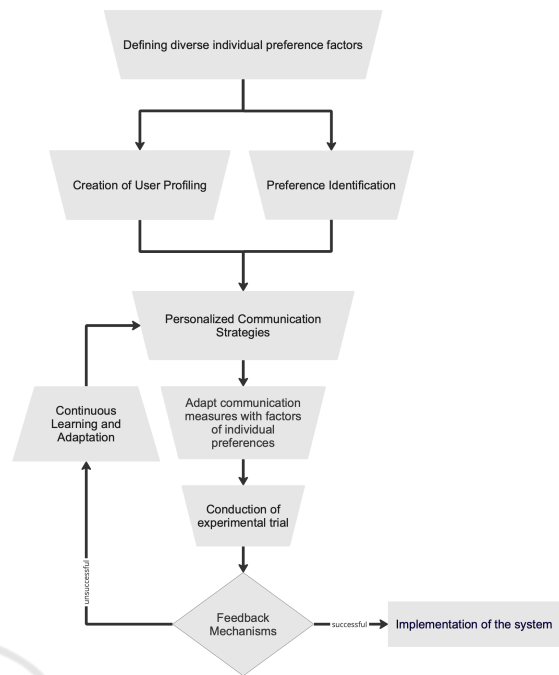 Defining diverse individual preference factors
Creation of User Profiling
Preference Identification
Personalized Communication
Strategies
Continuous
Learning and
Adaptation
Adapt communication
measures with factors
of individual
preferences
Conduction of
experimental trial
unsuccessful
Feedback
Mechanisms
successful
Implementation of the system